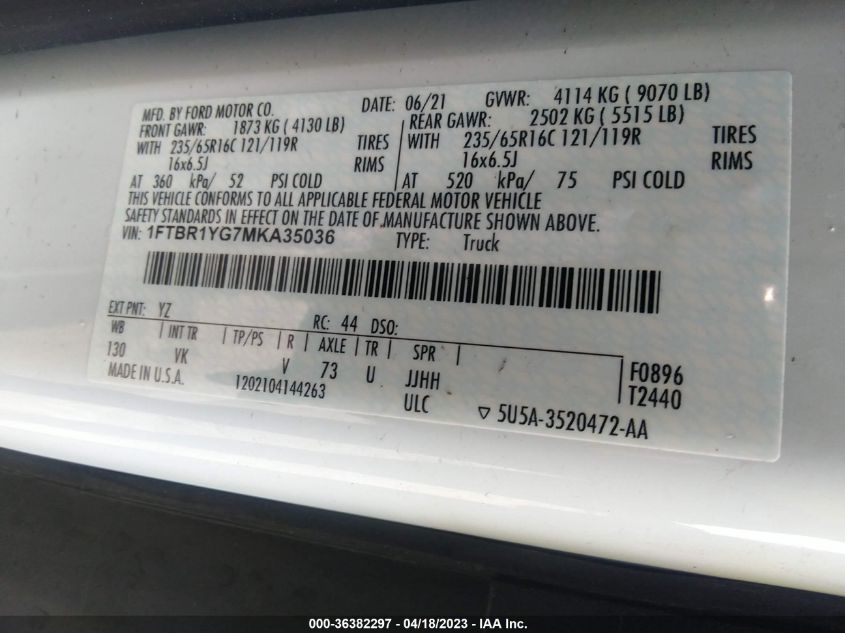 MFD. BY FORD MOTOR CO. DATE: 06/21 GVWR: 4114 KG ( 9070 LB)
FRONT GAWR: 1873 KG ( 4130 LB) REAR GAWR: 2502 KG ( 5515 LB)
WITH 235/65R16C 121/119R TIRES WITH 235/65R16C 121/119R TIRES
16x6.5J RIMS 16x6.5J RIMS
AT 360 kPa/ 52 PSI COLD AT 520 kPa/ 75 PSI COLD
THIS VEHICLE CONFORMS TO ALL APPLICABLE FEDERAL MOTOR VEHICLE
SAFETY STANDARDS IN EFFECT ON THE DATE OF MANUFACTURE SHOWN ABOVE.
VIN: 1FTBR1YG7MKA35036 TYPE: Truck
EXT PNT: YZ RC: 44 DSO:
WB | INT TR | TP/PS | R | AXLE | TR | SPR |
130 VK V 73 U JJHH F0896
MADE IN U.S.A. 1202104144263 ULC T2440
▽ 5U5A-3520472-AA
000-36382297 - 04/18/2023 - IAA, Inc.